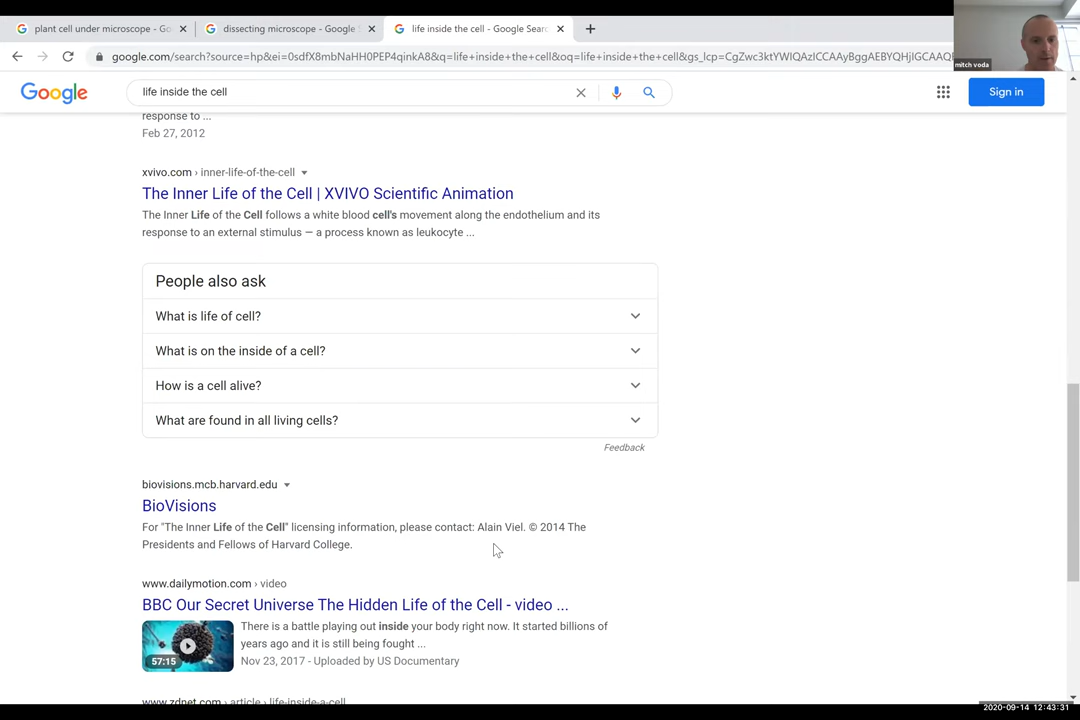 plant cell under microscope - Go
dissecting microscope - Google
life inside the cell - Google Sear
google.com/search?source=hp&ei=0sdfX8mbNaHH0PEP4qinkA8&q=life+inside+the+cell&oq=life+inside+the+cell&gs_lcp=CgZwc3ktYWIQAzICCAAyBggAEBYQHjIGCAAQ
mitch voda
Google
life inside the cell
Sign in
response to ...
Feb 27, 2012
xvivo.com › inner-life-of-the-cell
The Inner Life of the Cell | XVIVO Scientific Animation
The Inner Life of the Cell follows a white blood cell's movement along the endothelium and its
response to an external stimulus — a process known as leukocyte ...
People also ask
What is life of cell?
What is on the inside of a cell?
How is a cell alive?
What are found in all living cells?
Feedback
biovisions.mcb.harvard.edu
BioVisions
For "The Inner Life of the Cell" licensing information, please contact: Alain Viel. © 2014 The
Presidents and Fellows of Harvard College.
www.dailymotion.com › video
BBC Our Secret Universe The Hidden Life of the Cell - video ...
There is a battle playing out inside your body right now. It started billions of
years ago and it is still being fought ...
57:15
Nov 23, 2017 - Uploaded by US Documentary
www.zdnet.com › article › life-inside-a-cell
2020-09-14 12:43:31